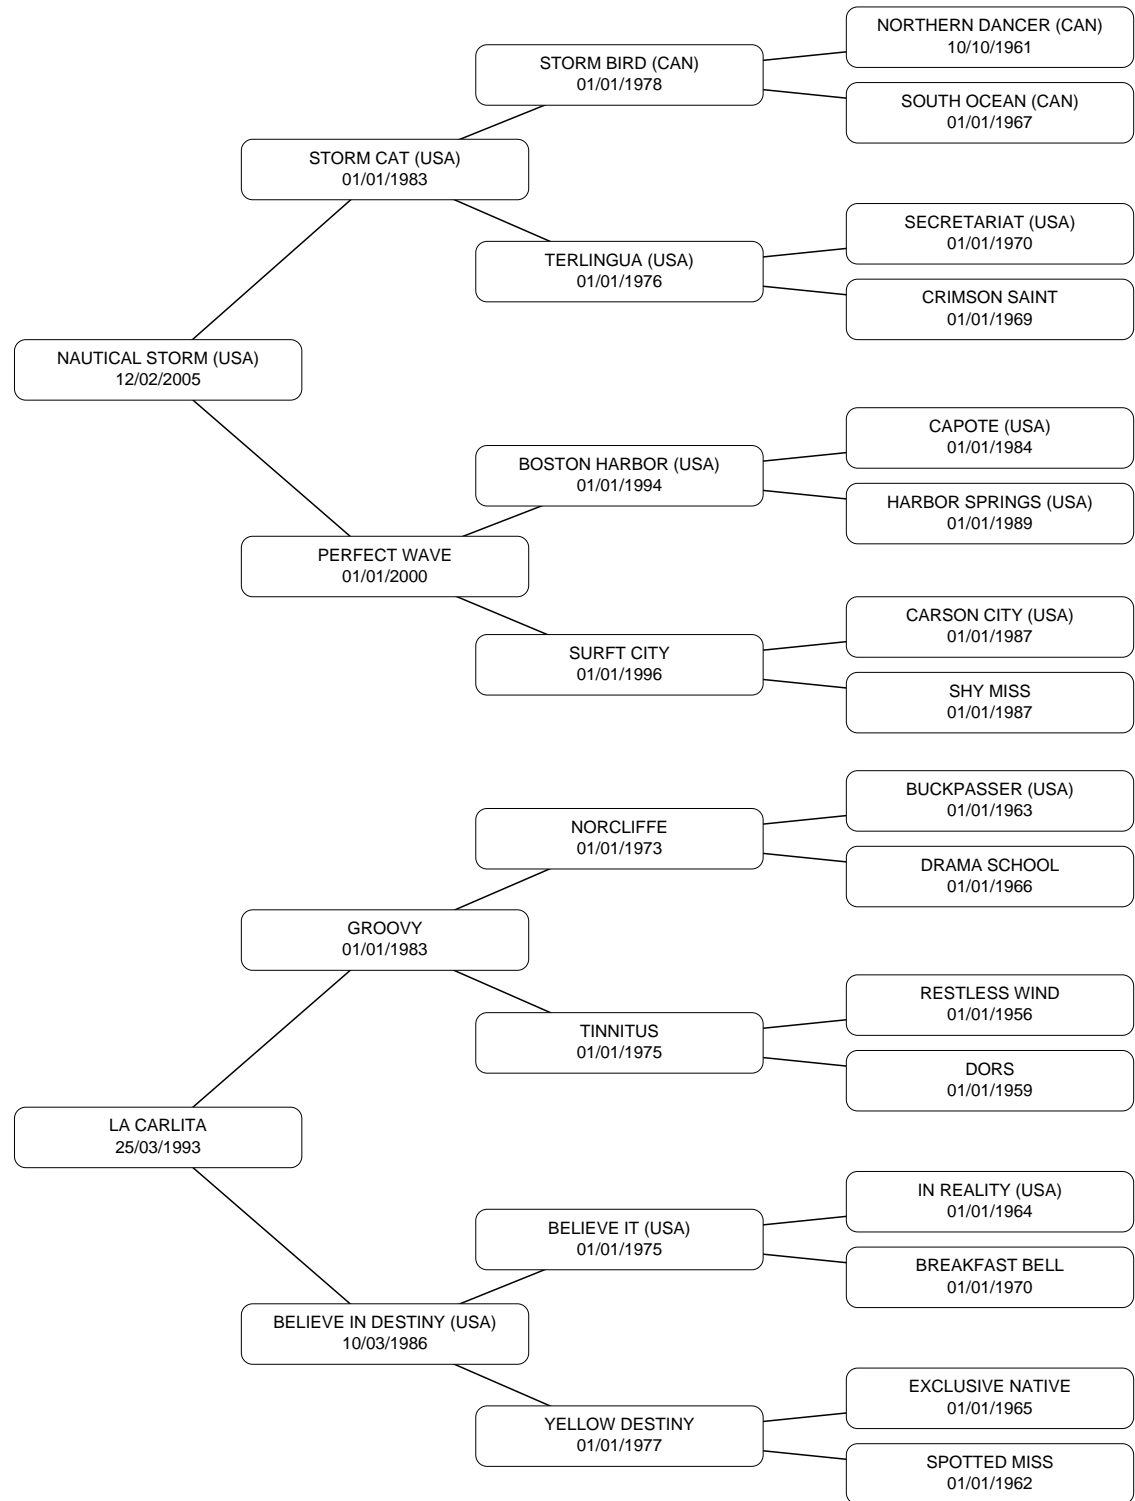 NORTHERN DANCER (CAN)
10/10/1961
STORM BIRD (CAN)
01/01/1978
SOUTH OCEAN (CAN)
01/01/1967
STORM CAT (USA)
01/01/1983
SECRETARIAT (USA)
01/01/1970
TERLINGUA (USA)
01/01/1976
CRIMSON SAINT
01/01/1969
NAUTICAL STORM (USA)
12/02/2005
CAPOTE (USA)
01/01/1984
BOSTON HARBOR (USA)
01/01/1994
HARBOR SPRINGS (USA)
01/01/1989
PERFECT WAVE
01/01/2000
CARSON CITY (USA)
01/01/1987
SURFT CITY
01/01/1996
SHY MISS
01/01/1987
BUCKPASSER (USA)
01/01/1963
NORCLIFFE
01/01/1973
DRAMA SCHOOL
01/01/1966
GROOVY
01/01/1983
RESTLESS WIND
01/01/1956
TINNITUS
01/01/1975
DORS
01/01/1959
LA CARLITA
25/03/1993
IN REALITY (USA)
01/01/1964
BELIEVE IT (USA)
01/01/1975
BREAKFAST BELL
01/01/1970
BELIEVE IN DESTINY (USA)
10/03/1986
EXCLUSIVE NATIVE
01/01/1965
YELLOW DESTINY
01/01/1977
SPOTTED MISS
01/01/1962